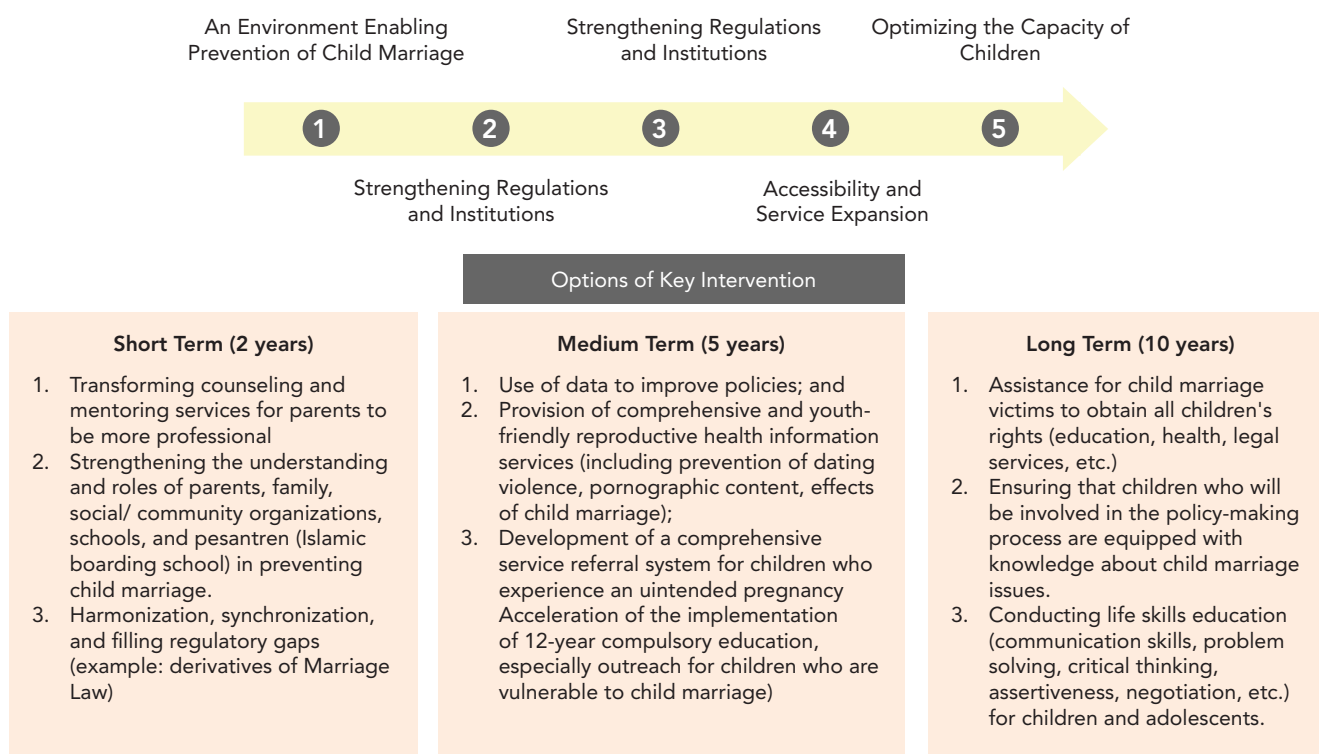 An Environment Enabling
Prevention of Child Marriage
Strengthening Regulations
and Institutions
Optimizing the Capacity of
Children
1
2
3
4
5
Strengthening Regulations
and Institutions
Accessibility and
Service Expansion
Options of Key Intervention
Short Term (2 years)
1. Transforming counseling and
mentoring services for parents to
be more professional
2. Strengthening the understanding
and roles of parents, family,
social/ community organizations,
schools, and pesantren (Islamic
boarding school) in preventing
child marriage.
3. Harmonization, synchronization,
and filling regulatory gaps
(example: derivatives of Marriage
Law)
Medium Term (5 years)
1. Use of data to improve policies; and
2. Provision of comprehensive and youth-
friendly reproductive health information
services (including prevention of dating
violence, pornographic content, effects
of child marriage);
3. Development of a comprehensive
service referral system for children who
experience an uintended pregnancy
Acceleration of the implementation
of 12-year compulsory education,
especially outreach for children who are
vulnerable to child marriage)
Long Term (10 years)
1. Assistance for child marriage
victims to obtain all children's
rights (education, health, legal
services, etc.)
2. Ensuring that children who will
be involved in the policy-making
process are equipped with
knowledge about child marriage
issues.
3. Conducting life skills education
(communication skills, problem
solving, critical thinking,
assertiveness, negotiation, etc.)
for children and adolescents.